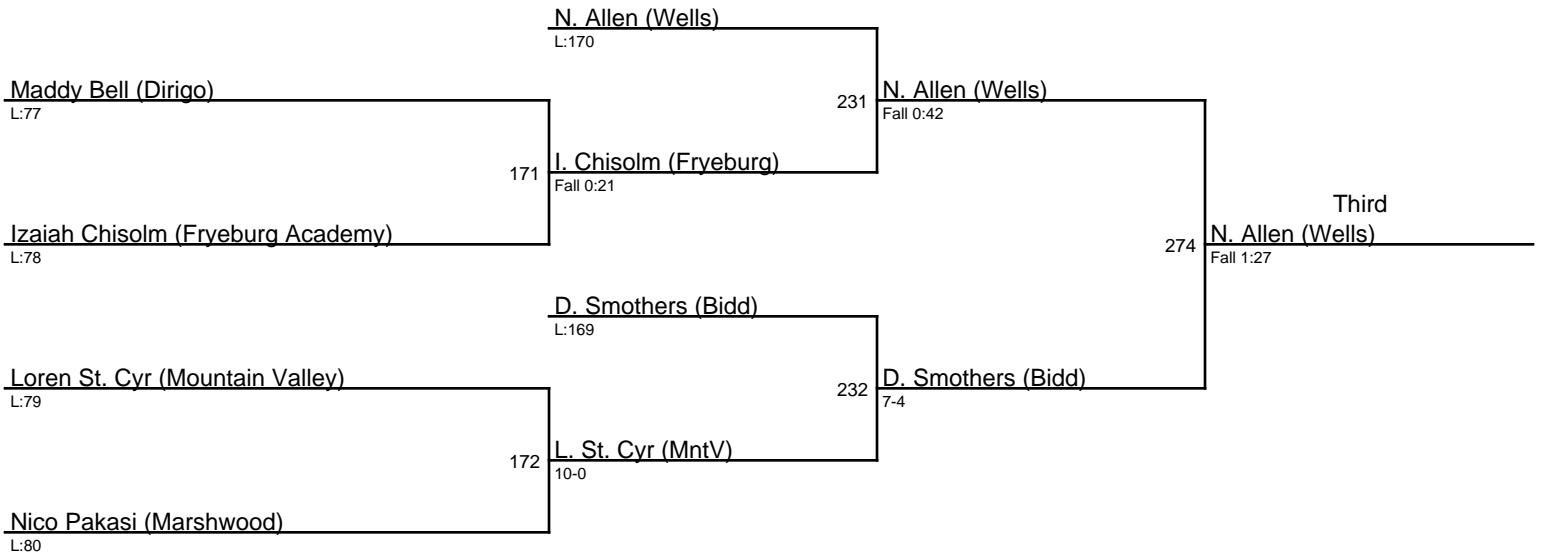 N. Allen (Wells)
L:170
Maddy Bell (Dirigo)
L:77
231
N. Allen (Wells)
Fall 0:42
171
I. Chisolm (Fryeburg)
Fall 0:21
Third
Izaiah Chisolm (Fryeburg Academy)
L:78
274
N. Allen (Wells)
Fall 1:27
D. Smothers (Bidd)
L:169
Loren St. Cyr (Mountain Valley)
L:79
232
D. Smothers (Bidd)
7-4
172
L. St. Cyr (MntV)
10-0
Nico Pakasi (Marshwood)
L:80